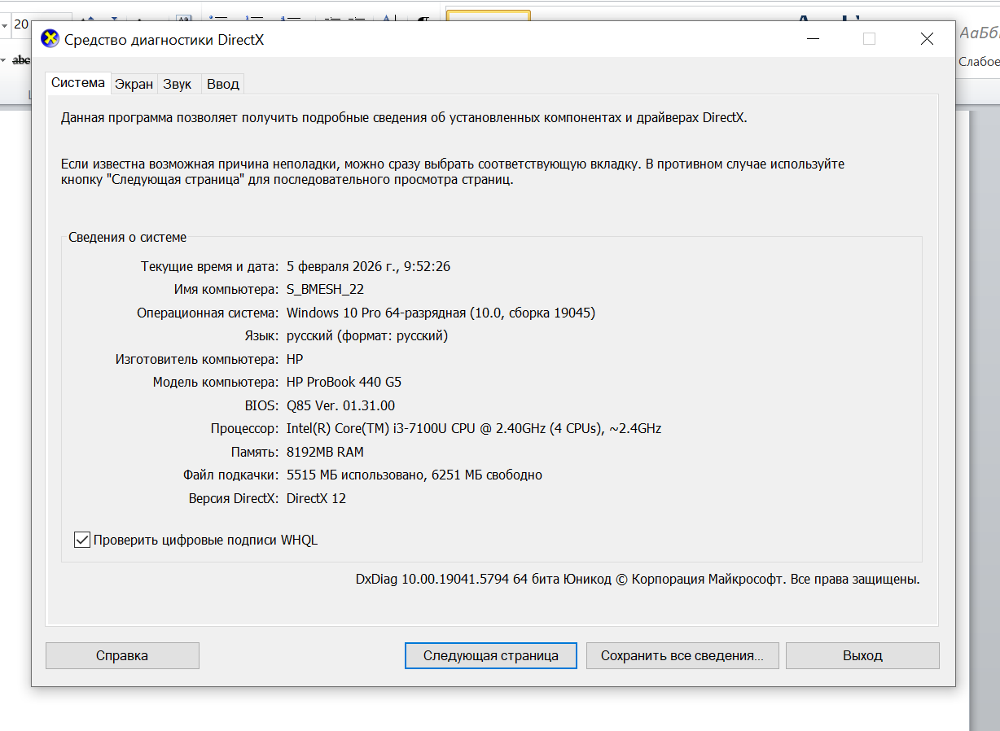 20
Средство диагностики DirectX
abc
АаБб
Слабое
Система
Экран
Звук
Ввод
Данная программа позволяет получить подробные сведения об установленных компонентах и драйверах DirectX.
Если известна возможная причина неполадки, можно сразу выбрать соответствующую вкладку. В противном случае используйте
кнопку "Следующая страница" для последовательного просмотра страниц.
Сведения о системе
Текущие время и дата: 5 февраля 2026 г., 9:52:26
Имя компьютера: S_BMESH_22
Операционная система: Windows 10 Pro 64-разрядная (10.0, сборка 19045)
Язык: русский (формат: русский)
Изготовитель компьютера: HP
Модель компьютера: HP ProBook 440 G5
BIOS: Q85 Ver. 01.31.00
Процессор: Intel(R) Core(TM) i3-7100U CPU @ 2.40GHz (4 CPUs), ~2.4GHz
Память: 8192MB RAM
Файл подкачки: 5515 МБ использовано, 6251 МБ свободно
Версия DirectX: DirectX 12
Проверить цифровые подписи WHQL
DxDiag 10.00.19041.5794 64 бита Юникод © Корпорация Майкрософт. Все права защищены.
Справка
Следующая страница
Сохранить все сведения...
Выход